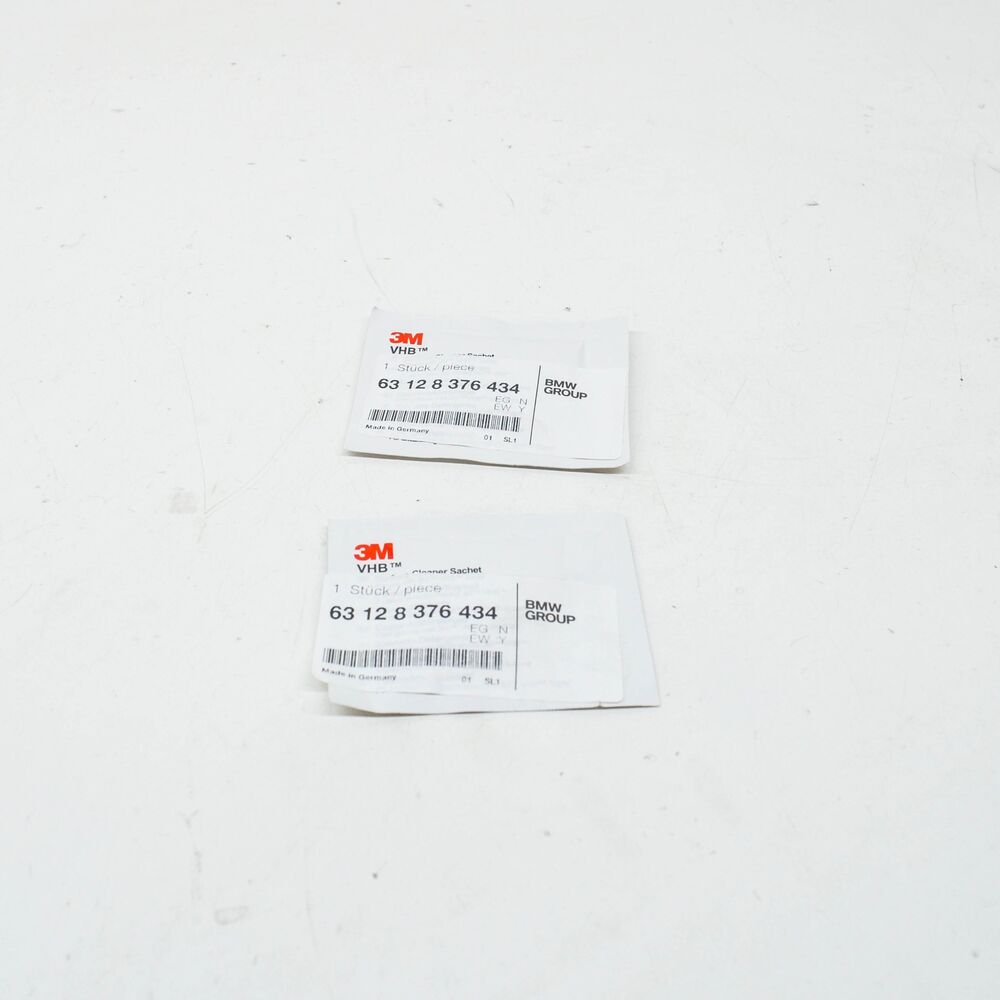 3M
VHB™
Cleaner Sachet
1 Stück / piece
63 12 8 376 434
EG N
EW Y
Made in Germany
01 SL1
BMW
GROUP
3M
VHB™
Cleaner Sachet
1 Stück / piece
63 12 8 376 434
EG N
EW Y
Made in Germany
01 SL1
BMW
GROUP